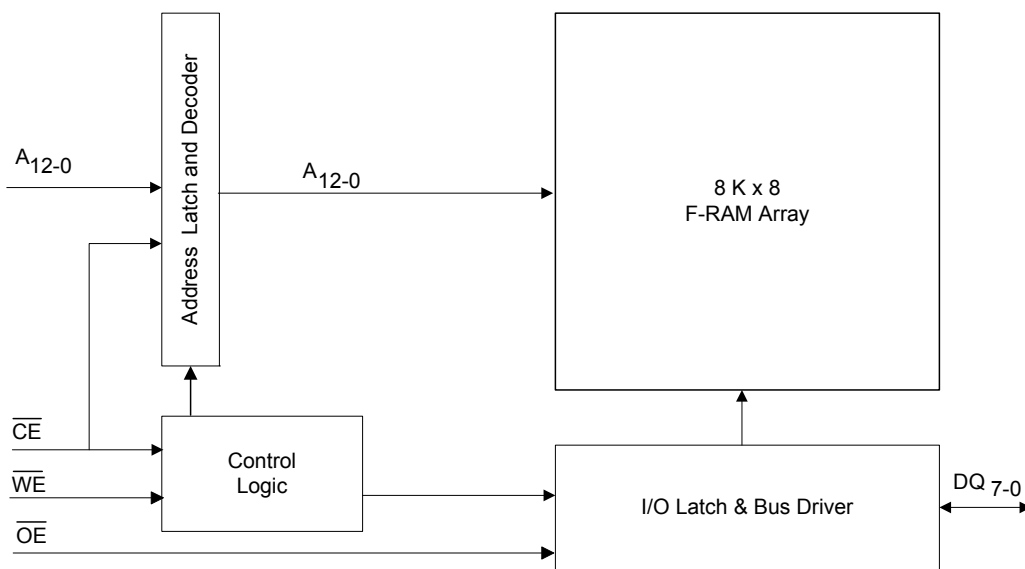 Address Latch and Decoder
A12-0
A12-0
8 K x 8
F-RAM Array
CE
WE
OE
Control
Logic
I/O Latch & Bus Driver
DQ 7-0